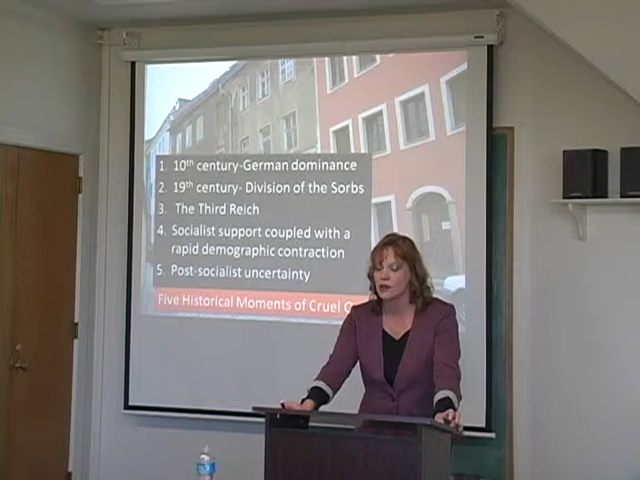 1. 10th century-German dominance
2. 19th century- Division of the Sorbs
3. The Third Reich
4. Socialist support coupled with a
rapid demographic contraction
5. Post-socialist uncertainty
Five Historical Moments of Cruel